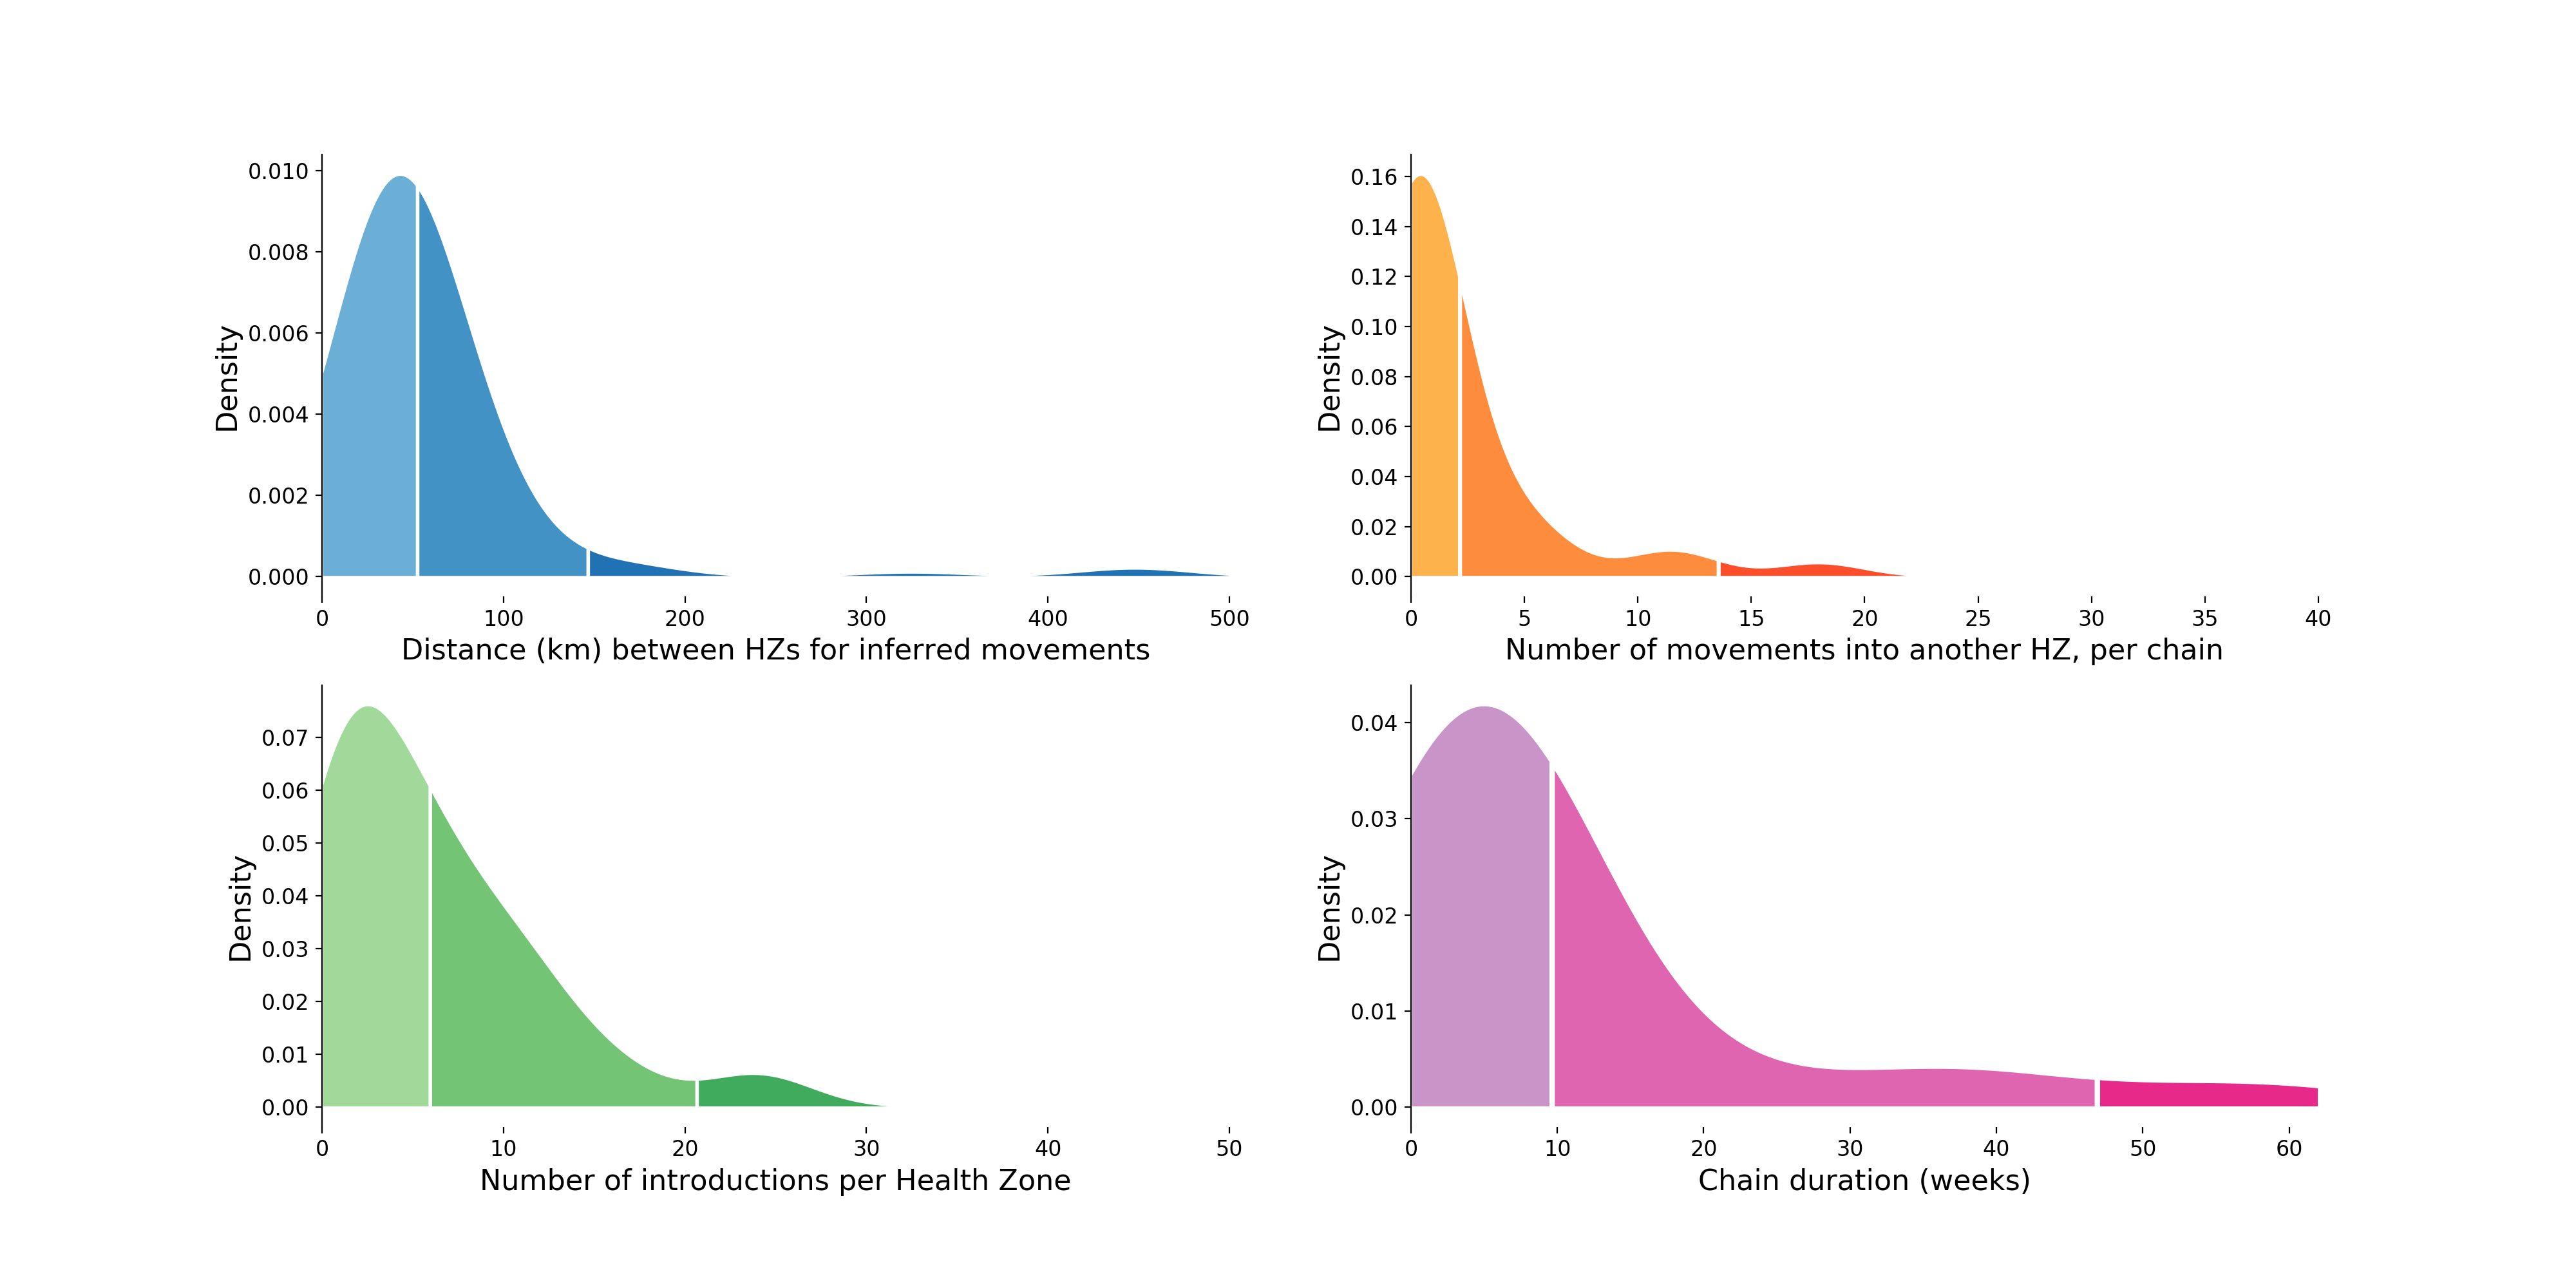 Density
0.010
0.008
0.006
0.004
0.002
0.000
0 100 200 300 400 500
Distance (km) between HZs for inferred movements
Density
0.16
0.14
0.12
0.10
0.08
0.06
0.04
0.02
0.00
0 5 10 15 20 25 30 35 40
Number of movements into another HZ, per chain
Density
0.07
0.06
0.05
0.04
0.03
0.02
0.01
0.00
0 10 20 30 40 50
Number of introductions per Health Zone
Density
0.04
0.03
0.02
0.01
0.00
0 10 20 30 40 50 60
Chain duration (weeks)